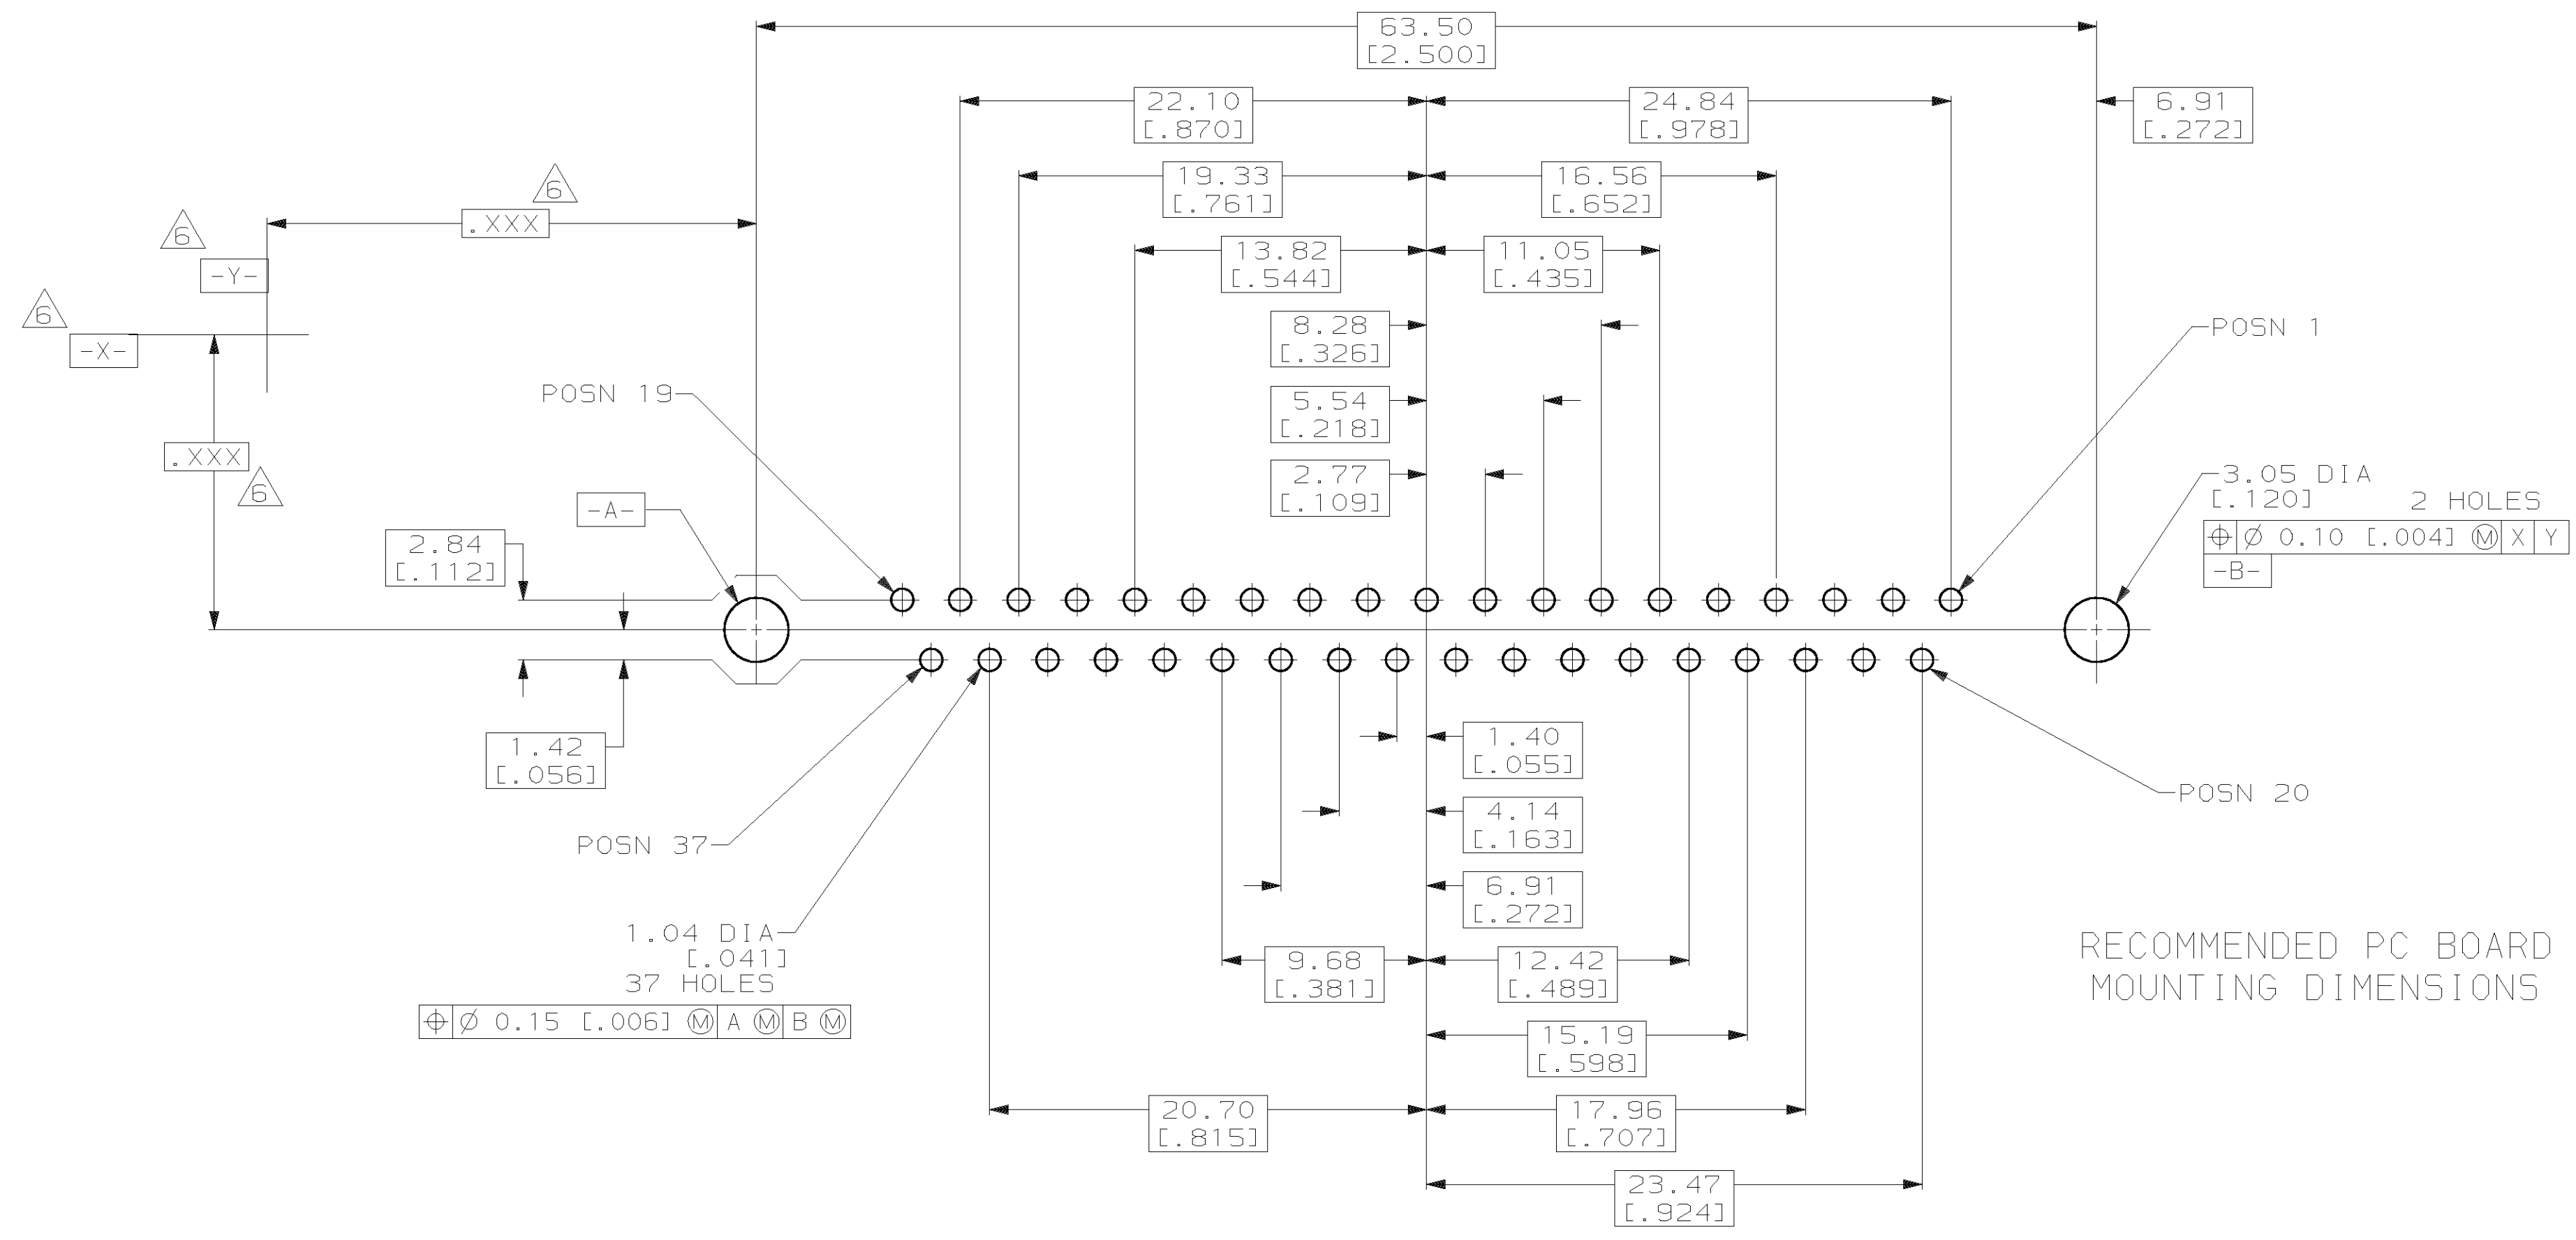 63.50
[2.500]
22.10
[.870]
24.84
[.978]
6.91
[.272]
19.33
[.761]
16.56
[.652]
6
.XXX
6
-Y-
13.82
[.544]
11.05
[.435]
6
-X-
8.28
[.326]
POSN 1
POSN 19
5.54
[.218]
.XXX
6
2.77
[.109]
-A-
3.05 DIA
[.120] 2 HOLES
⌖ Ø 0.10 [.004] Ⓜ X Y
-B-
2.84
[.112]
1.42
[.056]
1.40
[.055]
POSN 20
4.14
[.163]
POSN 37
6.91
[.272]
1.04 DIA
[.041]
37 HOLES
⌖ Ø 0.15 [.006] Ⓜ A Ⓜ B Ⓜ
9.68
[.381]
12.42
[.489]
RECOMMENDED PC BOARD
MOUNTING DIMENSIONS
15.19
[.598]
20.70
[.815]
17.96
[.707]
23.47
[.924]